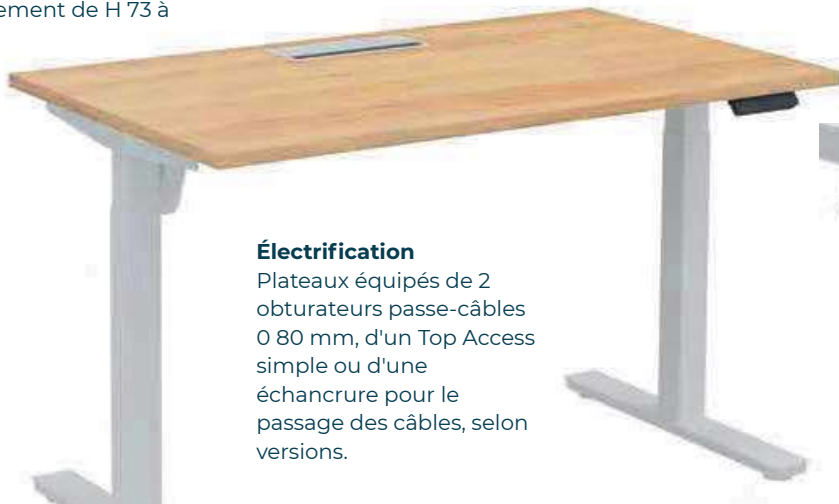 ement de H 73 à
Électrification
Plateaux équipés de 2
obturateurs passe-câbles
0 80 mm, d'un Top Access
simple ou d'une
échancrure pour le
passage des câbles, selon
versions.